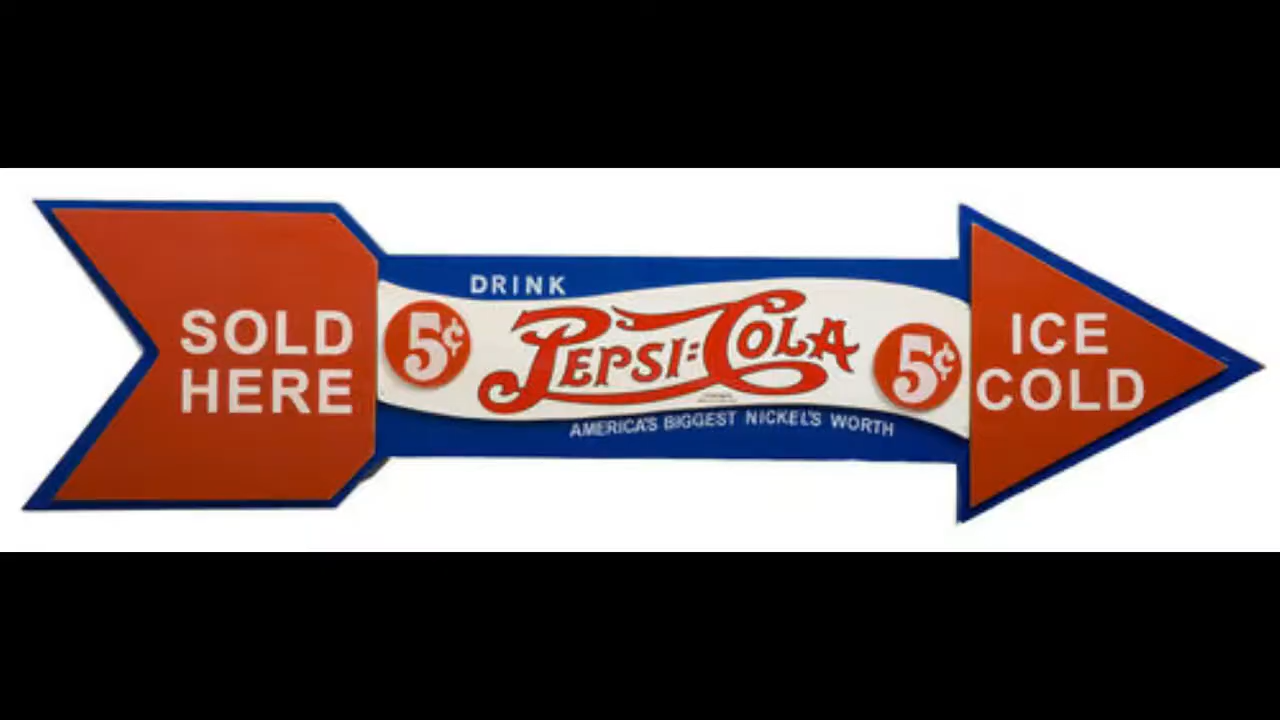 SOLD
HERE
DRINK
5¢
PEPSI=COLA
5¢
AMERICA'S BIGGEST NICKEL'S WORTH
ICE
COLD